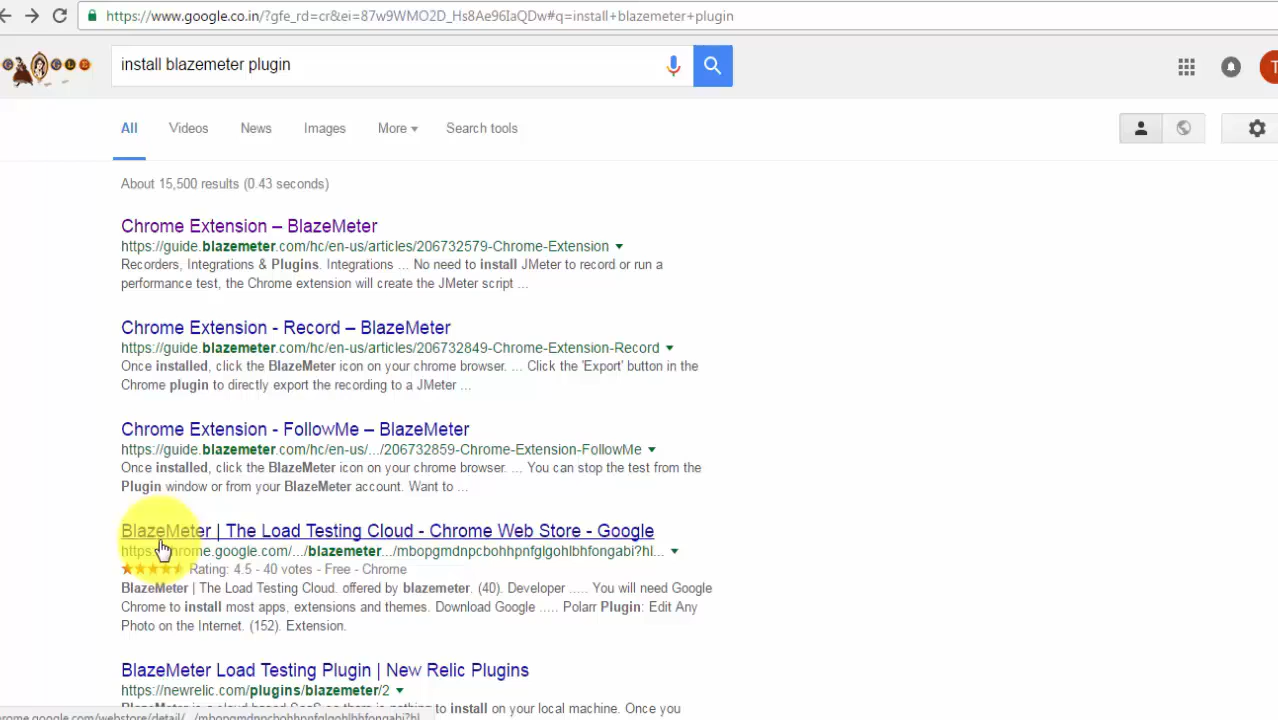 https://www.google.co.in/?gfe_rd=cr&ei=87w9WMO2D_Hs8Ae96IaQDw#q=install+blazemeter+plugin
install blazemeter plugin
T
All Videos News Images More Search tools
About 15,500 results (0.43 seconds)
Chrome Extension – BlazeMeter
https://guide.blazemeter.com/hc/en-us/articles/206732579-Chrome-Extension
Recorders, Integrations & Plugins. Integrations ... No need to install JMeter to record or run a
performance test, the Chrome extension will create the JMeter script ...
Chrome Extension - Record – BlazeMeter
https://guide.blazemeter.com/hc/en-us/articles/206732849-Chrome-Extension-Record
Once installed, click the BlazeMeter icon on your chrome browser. ... Click the 'Export' button in the
Chrome plugin to directly export the recording to a JMeter ...
Chrome Extension - FollowMe – BlazeMeter
https://guide.blazemeter.com/hc/en-us/.../206732859-Chrome-Extension-FollowMe
Once installed, click the BlazeMeter icon on your chrome browser. ... You can stop the test from the
Plugin window or from your BlazeMeter account. Want to ...
BlazeMeter | The Load Testing Cloud - Chrome Web Store - Google
https://chrome.google.com/.../blazemeter.../mbopgmdnpcbohhpnfglgohlbhfongabi?hl...
Rating: 4.5 - 40 votes - Free - Chrome
BlazeMeter | The Load Testing Cloud. offered by blazemeter. (40). Developer ..... You will need Google
Chrome to install most apps, extensions and themes. Download Google ..... Polarr Plugin: Edit Any
Photo on the Internet. (152). Extension.
BlazeMeter Load Testing Plugin | New Relic Plugins
https://newrelic.com/plugins/blazemeter/2
BlazeMeter is a cloud based SaaS so there is nothing to install on your local machine. Once you